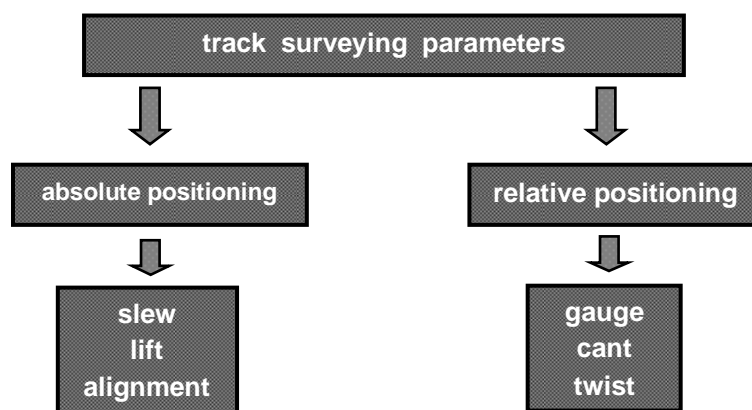 track surveying parameters
absolute positioning
relative positioning
slew
lift
alignment
gauge
cant
twist